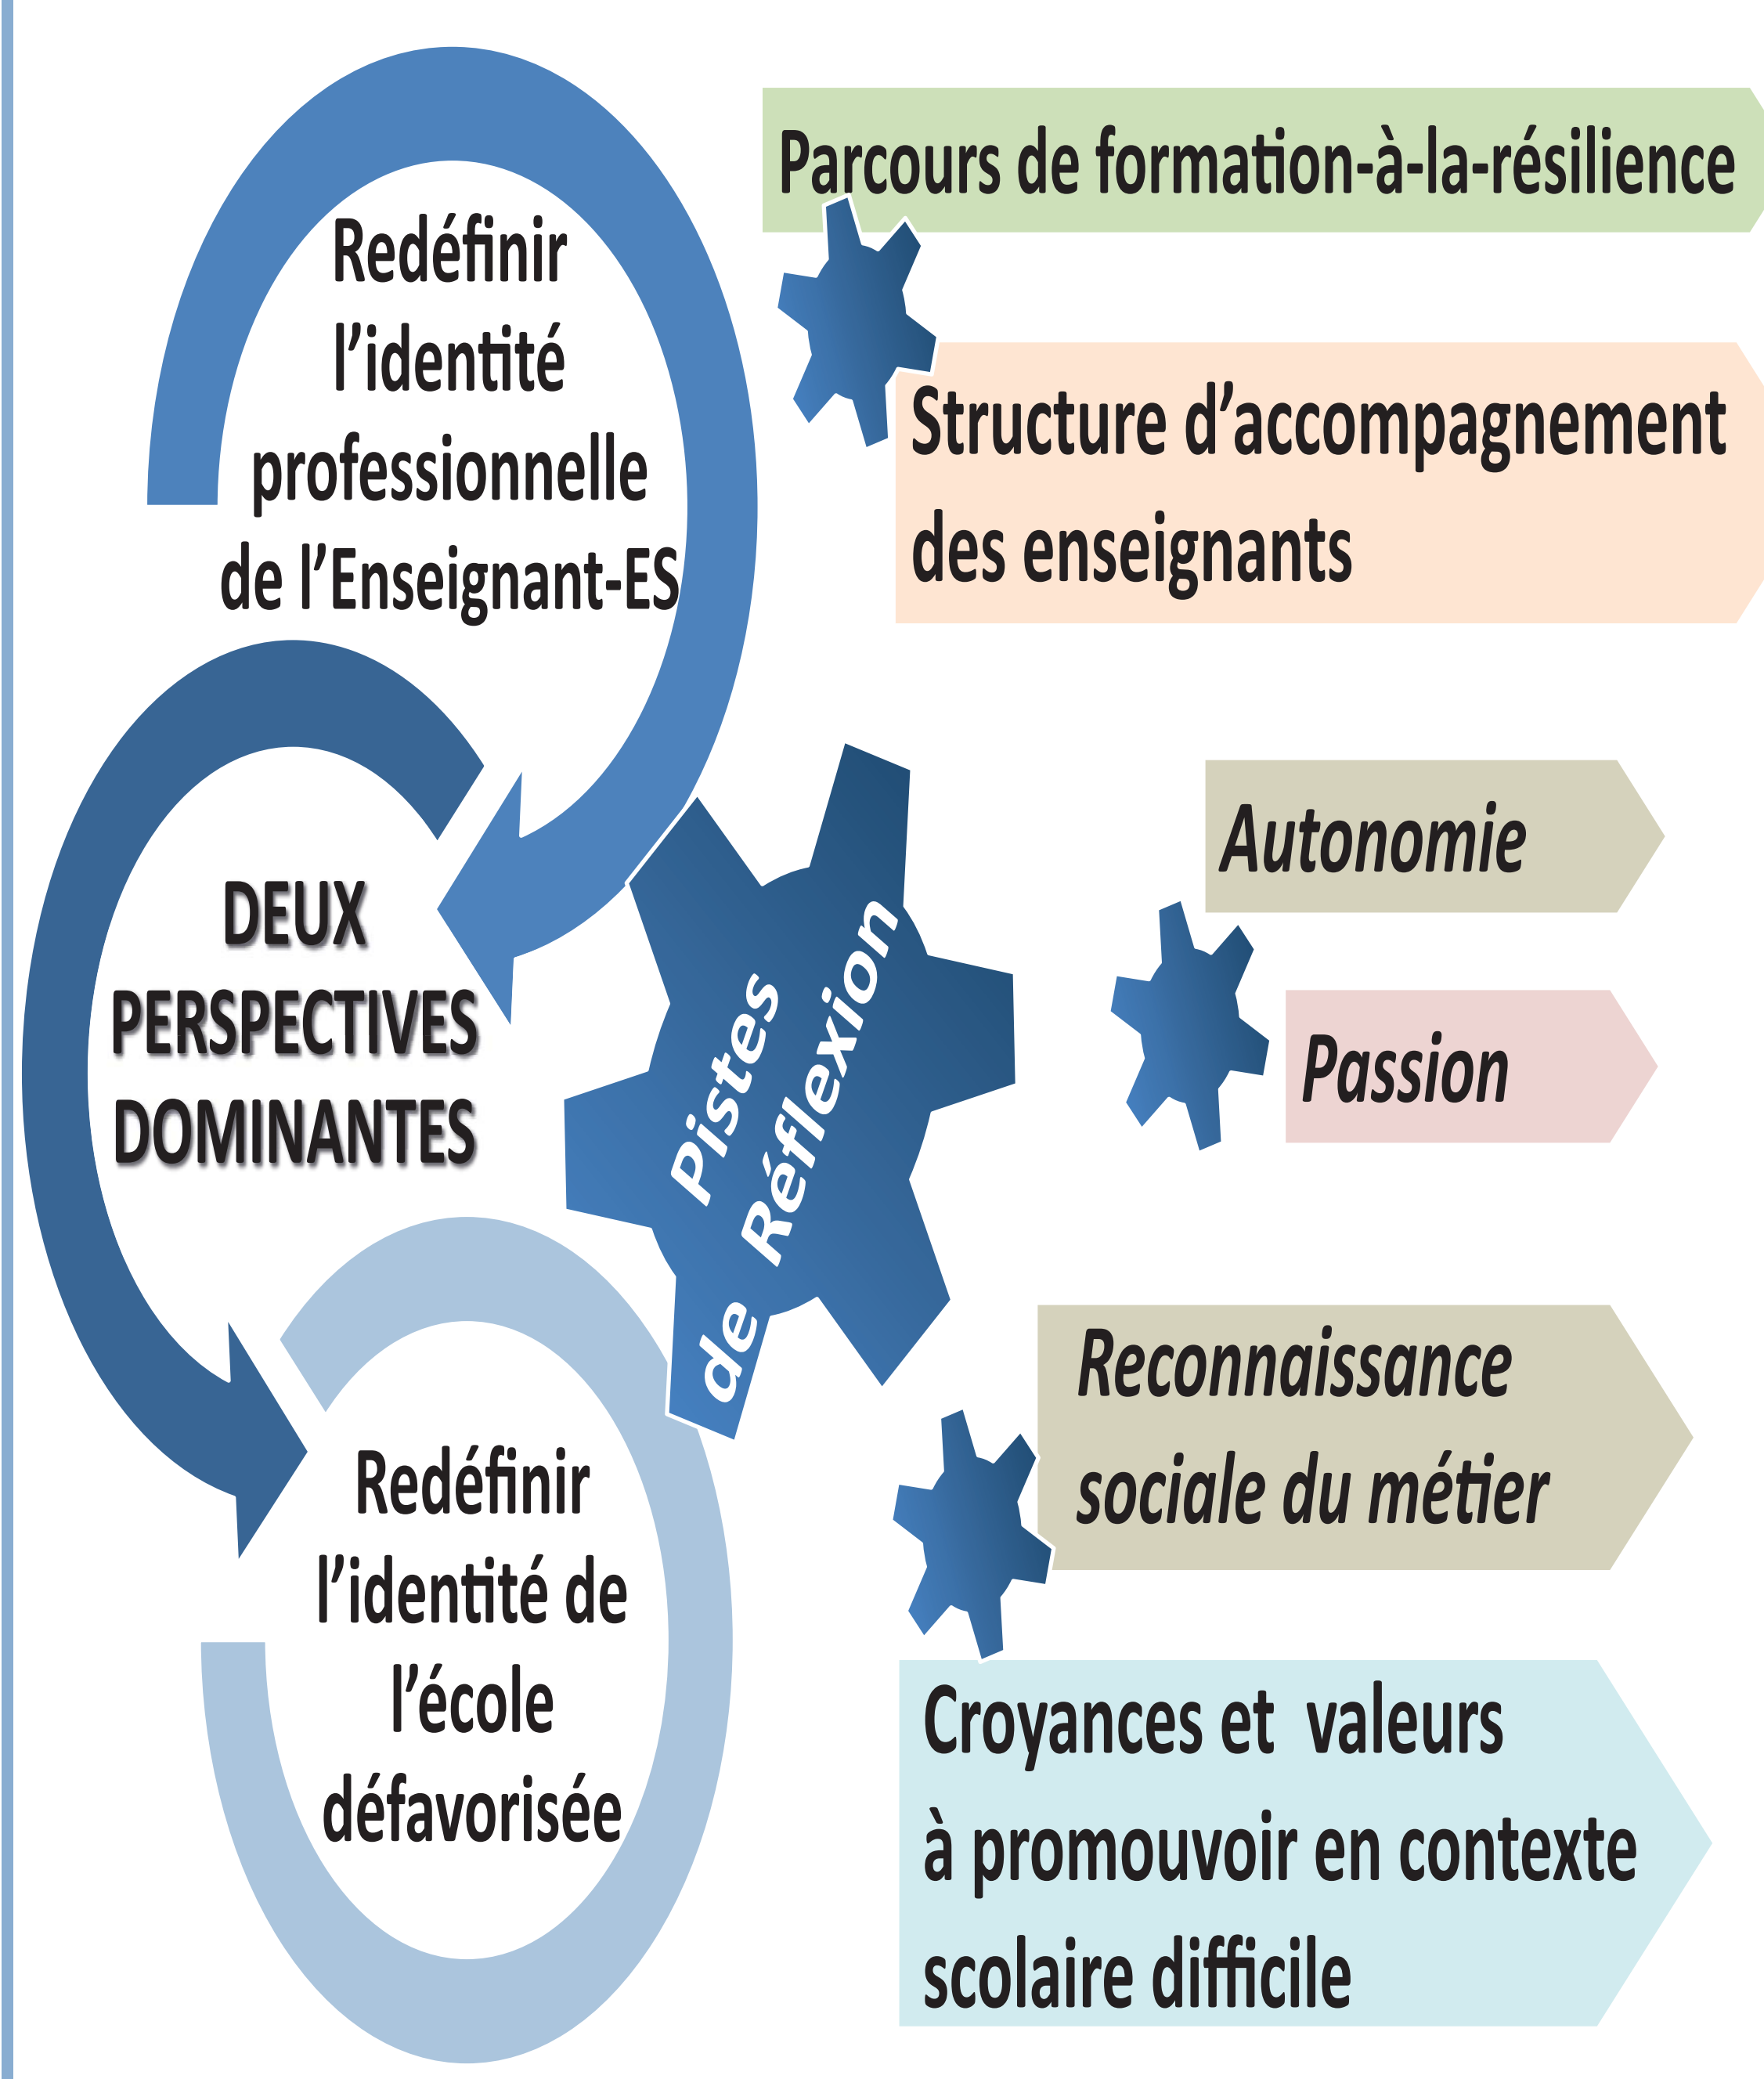 Redéfinir
l’identité
professionnelle
de l’Enseignant-ES
DEUX
PERSPECTIVES
DOMINANTES
Redéfinir
l’identité de
l’école
défavorisée
Pistes
de Réflexion
Parcours de formation-à-la-résilience
Structure d’accompagnement
des enseignants
Autonomie
Passion
Reconnaissance
sociale du métier
Croyances et valeurs
à promouvoir en contexte
scolaire difficile